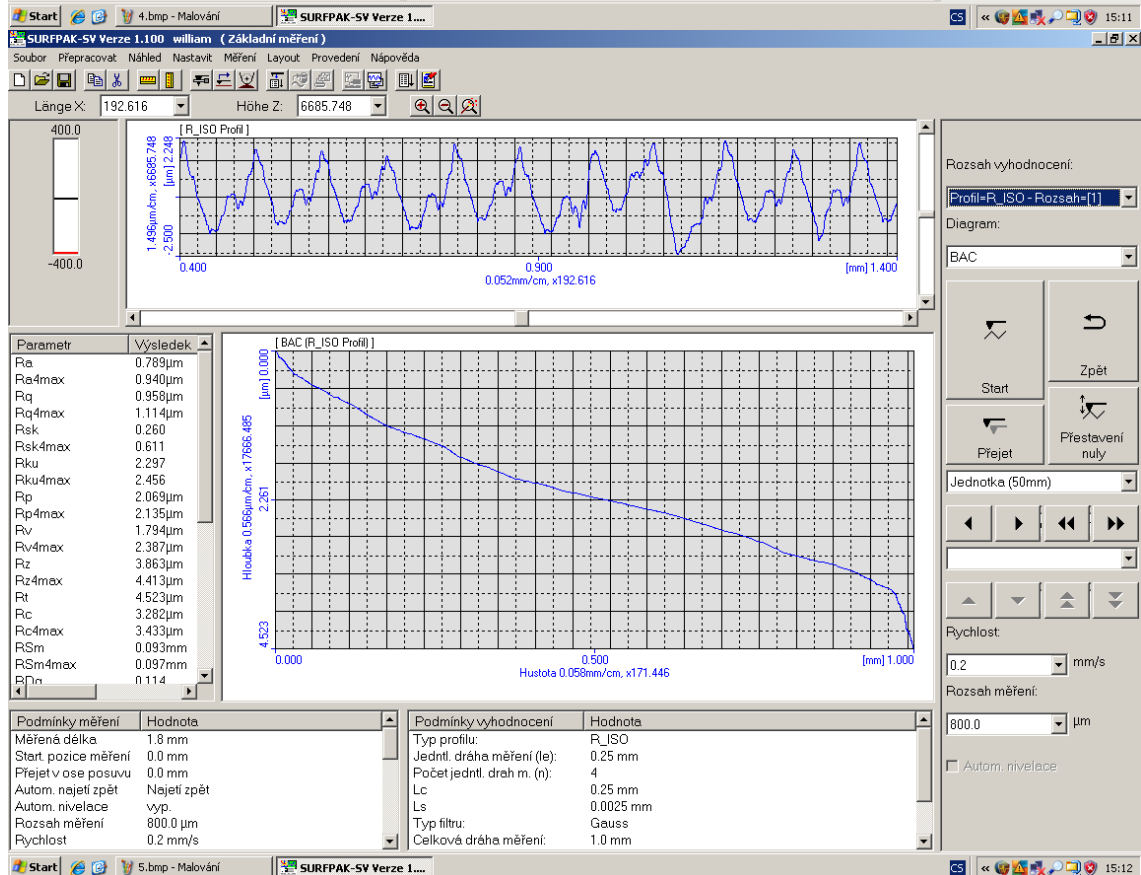 Start 4.bmp - Malování SURFPAK-SV Verze 1.... CS « 15:11
SURFPAK-SV Verze 1.100 william ( Základní měření )
Soubor Přepracovat Náhled Nastavit Měření Layout Provedení Nápověda
Länge X: 192.616 Höhe Z: 6685.748
400.0
-400.0
[ R_ISO Profil ]
1.496µm/cm, x6685.748
-2.500 [µm] 2.248
0.400 0.900 [mm] 1.400
0.052mm/cm, x192.616
Parametr Výsledek
Ra 0.789µm
Ra4max 0.940µm
Rq 0.958µm
Rq4max 1.114µm
Rsk 0.260
Rsk4max 0.611
Rku 2.297
Rku4max 2.456
Rp 2.069µm
Rp4max 2.135µm
Rv 1.794µm
Rv4max 2.387µm
Rz 3.863µm
Rz4max 4.413µm
Rt 4.523µm
Rc 3.282µm
Rc4max 3.433µm
RSm 0.093mm
RSm4max 0.097mm
RDq 0.114
[ BAC (R_ISO Profil) ]
Hloubka 0.566µm/cm, x17666.485
4.523 2.261 [µm] 0.000
0.000 0.500 [mm] 1.000
Hustota 0.058mm/cm, x171.446
Rozsah vyhodnocení:
Profil=R_ISO - Rozsah=[1]
Diagram:
BAC
Start
Zpět
Přejet
Přestavení
nuly
Jednotka (50mm)
Rychlost:
0.2 mm/s
Rozsah měření:
800.0 µm
Autom. nivelace
Podmínky měření Hodnota
Měřená délka 1.8 mm
Start. pozice měření 0.0 mm
Přejet v ose posuvu 0.0 mm
Autom. najetí zpět Najetí zpět
Autom. nivelace vyp.
Rozsah měření 800.0 µm
Rychlost 0.2 mm/s
Podmínky vyhodnocení Hodnota
Typ profilu: R_ISO
Jedntl. dráha měření (le): 0.25 mm
Počet jedntl. drah m. (n): 4
Lc 0.25 mm
Ls 0.0025 mm
Typ filtru: Gauss
Celková dráha měření: 1.0 mm
Start 5.bmp - Malování SURFPAK-SV Verze 1.... CS « 15:12